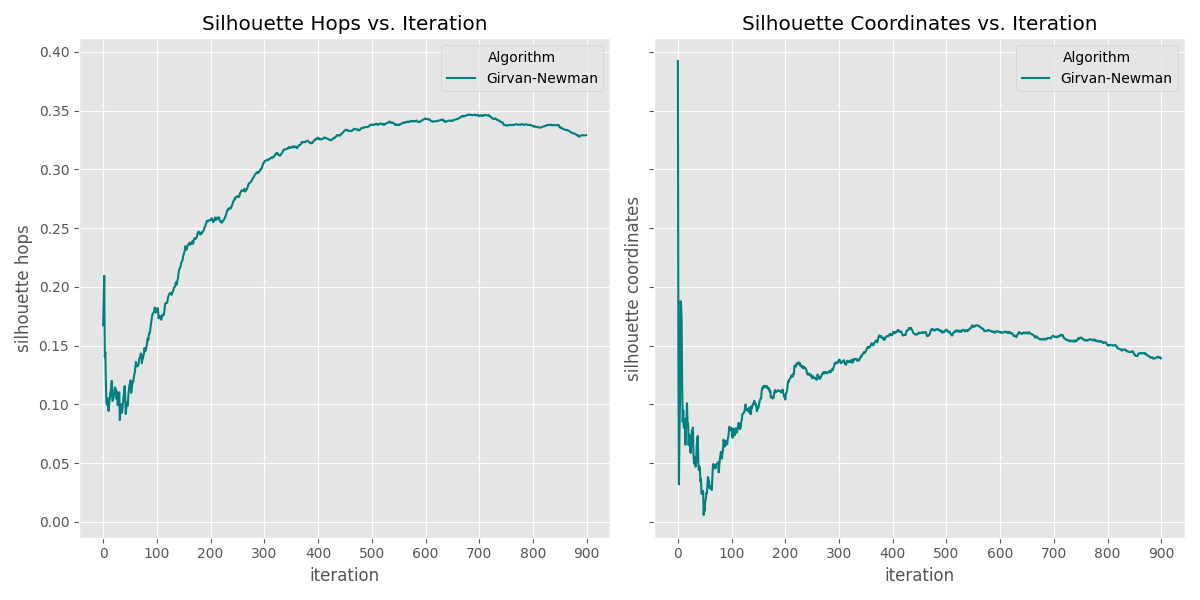 Silhouette Hops vs. Iteration
Algorithm
Girvan-Newman
0.40
0.35
0.30
0.25
0.20
0.15
0.10
0.05
0.00
silhouette hops
0 100 200 300 400 500 600 700 800 900
iteration
Silhouette Coordinates vs. Iteration
Algorithm
Girvan-Newman
silhouette coordinates
0 100 200 300 400 500 600 700 800 900
iteration